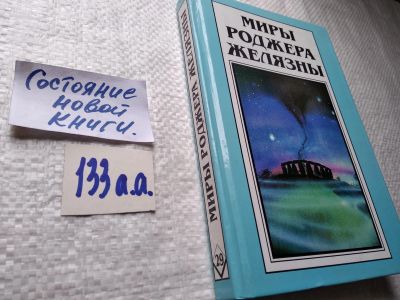 Состояние
новой
книги.
133 а.а.
МИРЫ РОДЖЕРА ЖЕЛЯЗНЫ
29
МИРЫ
РОДЖЕРА
ЖЕЛЯЗНЫ